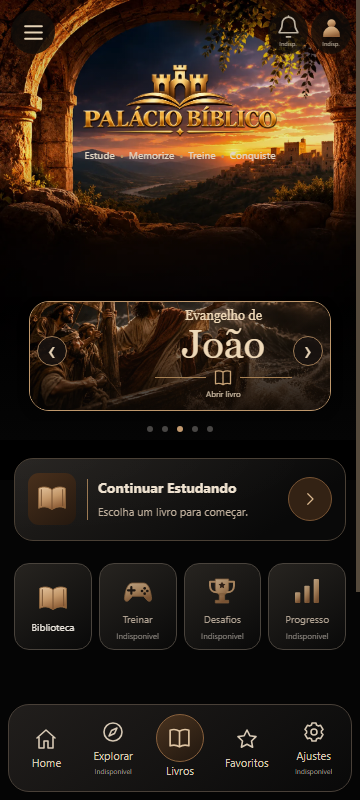 Indisp.
Indisp.
PALÁCIO BÍBLICO
Estude · Memorize · Treine · Conquiste
Evangelho de
João
Abrir livro
Continuar Estudando
Escolha um livro para começar.
Biblioteca
Treinar
Indisponível
Desafios
Indisponível
Progresso
Indisponível
Home
Explorar
Indisponível
Livros
Favoritos
Ajustes
Indisponível